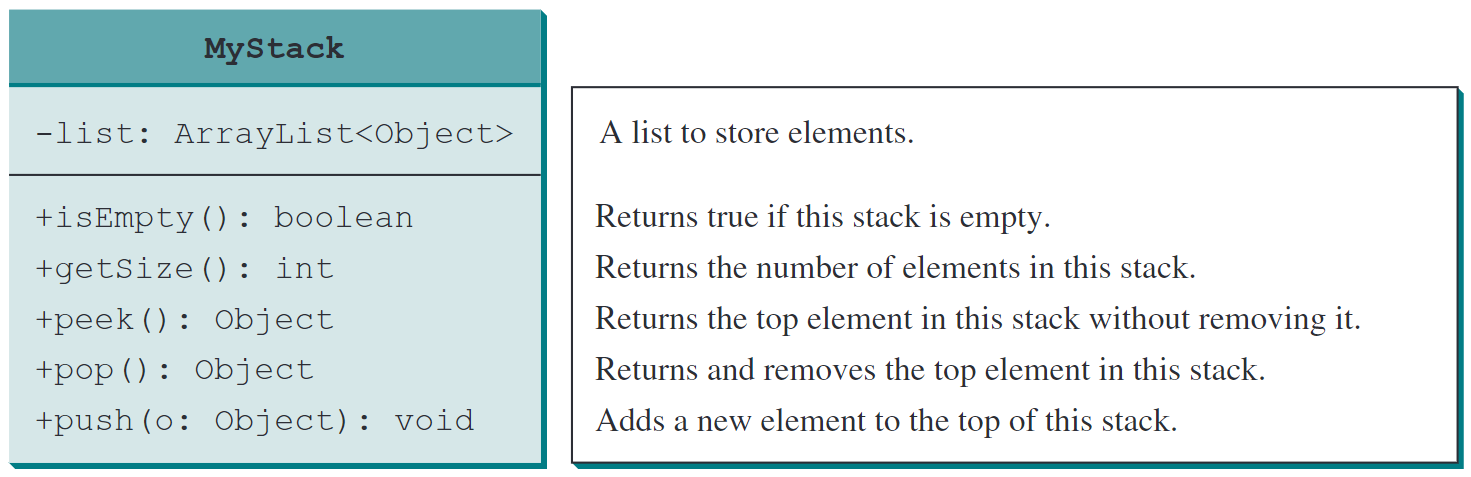 MyStack
-list: ArrayList<Object>
A list to store elements.
+isEmpty(): boolean
Returns true if this stack is empty.
+getSize(): int
Returns the number of elements in this stack.
+peek(): Object
Returns the top element in this stack without removing it.
+pop(): Object
Returns and removes the top element in this stack.
+push(o: Object): void
Adds a new element to the top of this stack.